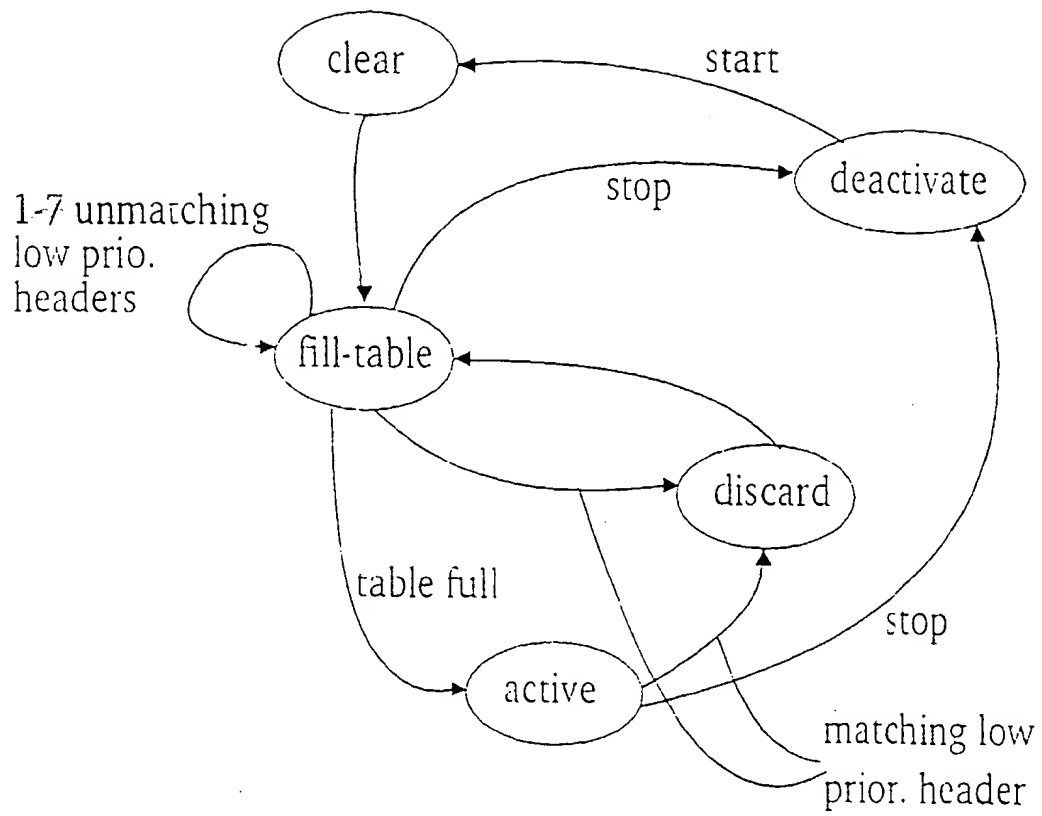 clear
start
deactivate
stop
1-7 unmatching
low prio.
headers
fill-table
discard
table full
stop
active
matching low
prior. header